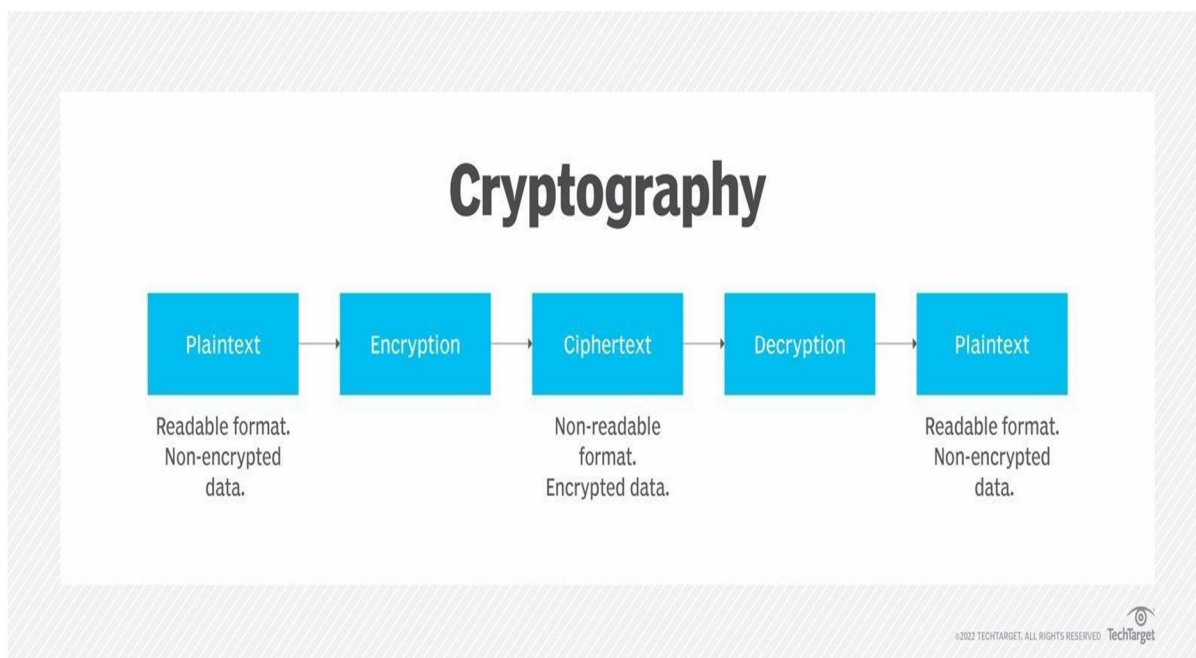 Cryptography
Plaintext
Encryption
Ciphertext
Decryption
Plaintext
Readable format.
Non-encrypted
data.
Non-readable
format.
Encrypted data.
Readable format.
Non-encrypted
data.
©2022 TECHTARGET. ALL RIGHTS RESERVED
TechTarget